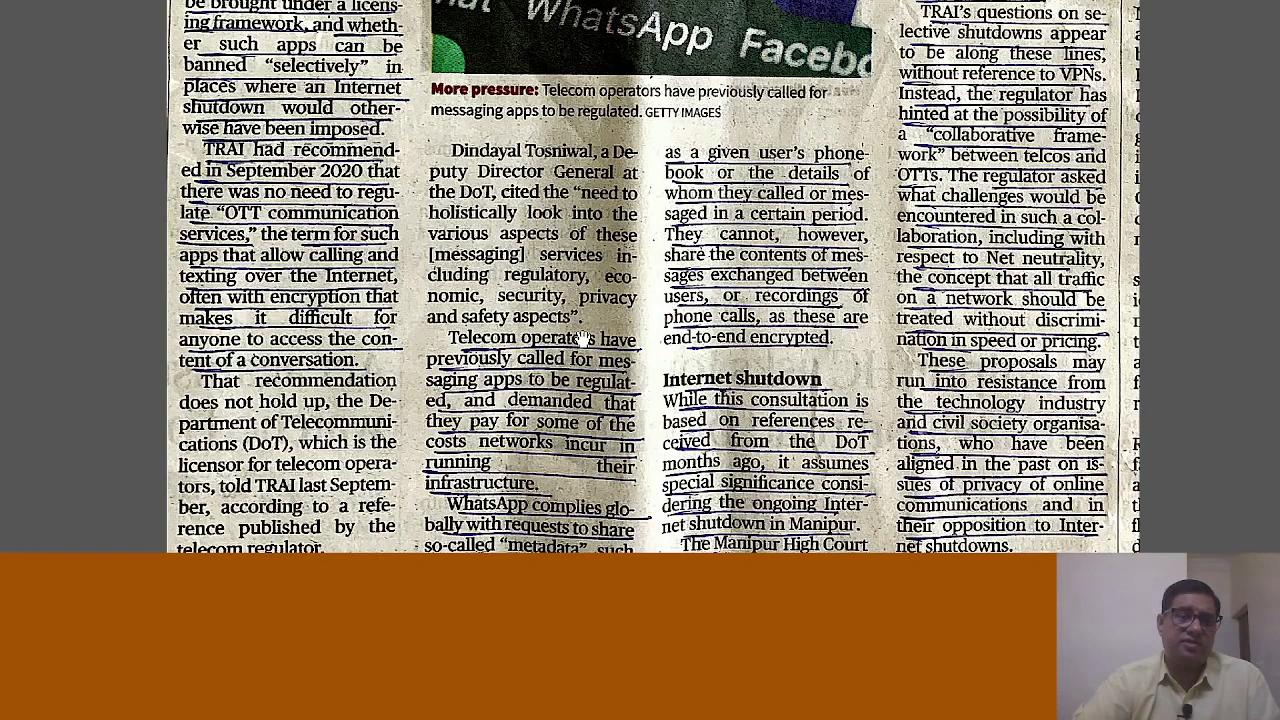 be brought under a licens-
ing framework, and wheth-
er such apps can be
banned “selectively” in
places where an Internet
shutdown would other-
wise have been imposed.
TRAI had recommend-
ed in September 2020 that
there was no need to regu-
late “OTT communication
services,” the term for such
apps that allow calling and
texting over the Internet,
often with encryption that
makes it difficult for
anyone to access the con-
tent of a conversation.
That recommendation
does not hold up, the De-
partment of Telecommuni-
cations (DoT), which is the
licensor for telecom opera-
tors, told TRAI last Septem-
ber, according to a refe-
rence published by the
telecom regulator.
WhatsApp Facebo
More pressure: Telecom operators have previously called for
messaging apps to be regulated. GETTY IMAGES
Dindayal Tosniwal, a De-
puty Director General at
the DoT, cited the “need to
holistically look into the
various aspects of these
[messaging] services in-
cluding regulatory, eco-
nomic, security, privacy
and safety aspects”.
Telecom operators have
previously called for mes-
saging apps to be regulat-
ed, and demanded that
they pay for some of the
costs networks incur in
running their
infrastructure.
WhatsApp complies glo-
bally with requests to share
so-called “metadata” such
as a given user’s phone-
book or the details of
whom they called or mes-
saged in a certain period.
They cannot, however,
share the contents of mes-
sages exchanged between
users, or recordings of
phone calls, as these are
end-to-end encrypted.
Internet shutdown
While this consultation is
based on references re-
ceived from the DoT
months ago, it assumes
special significance consi-
dering the ongoing Inter-
net shutdown in Manipur.
The Manipur High Court
TRAI’s questions on se-
lective shutdowns appear
to be along these lines,
without reference to VPNs.
Instead, the regulator has
hinted at the possibility of
a “collaborative frame-
work” between telcos and
OTTs. The regulator asked
what challenges would be
encountered in such a col-
laboration, including with
respect to Net neutrality,
the concept that all traffic
on a network should be
treated without discrimi-
nation in speed or pricing.
These proposals may
run into resistance from
the technology industry
and civil society organisa-
tions, who have been
aligned in the past on is-
sues of privacy of online
communications and in
their opposition to Inter-
net shutdowns.